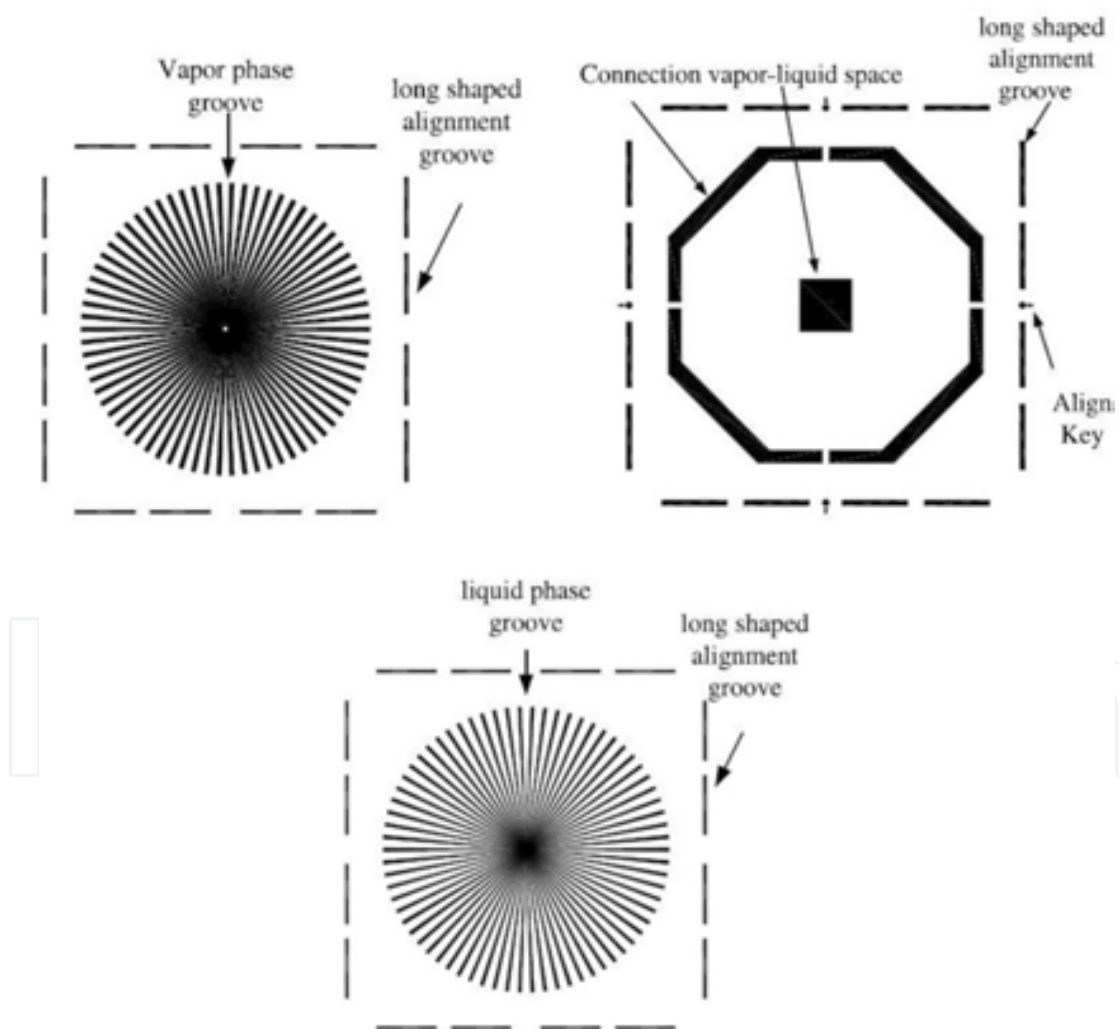 Vapor phase
groove
long shaped
alignment
groove
Connection vapor-liquid space
long shaped
alignment
groove
Align
Key
liquid phase
groove
long shaped
alignment
groove